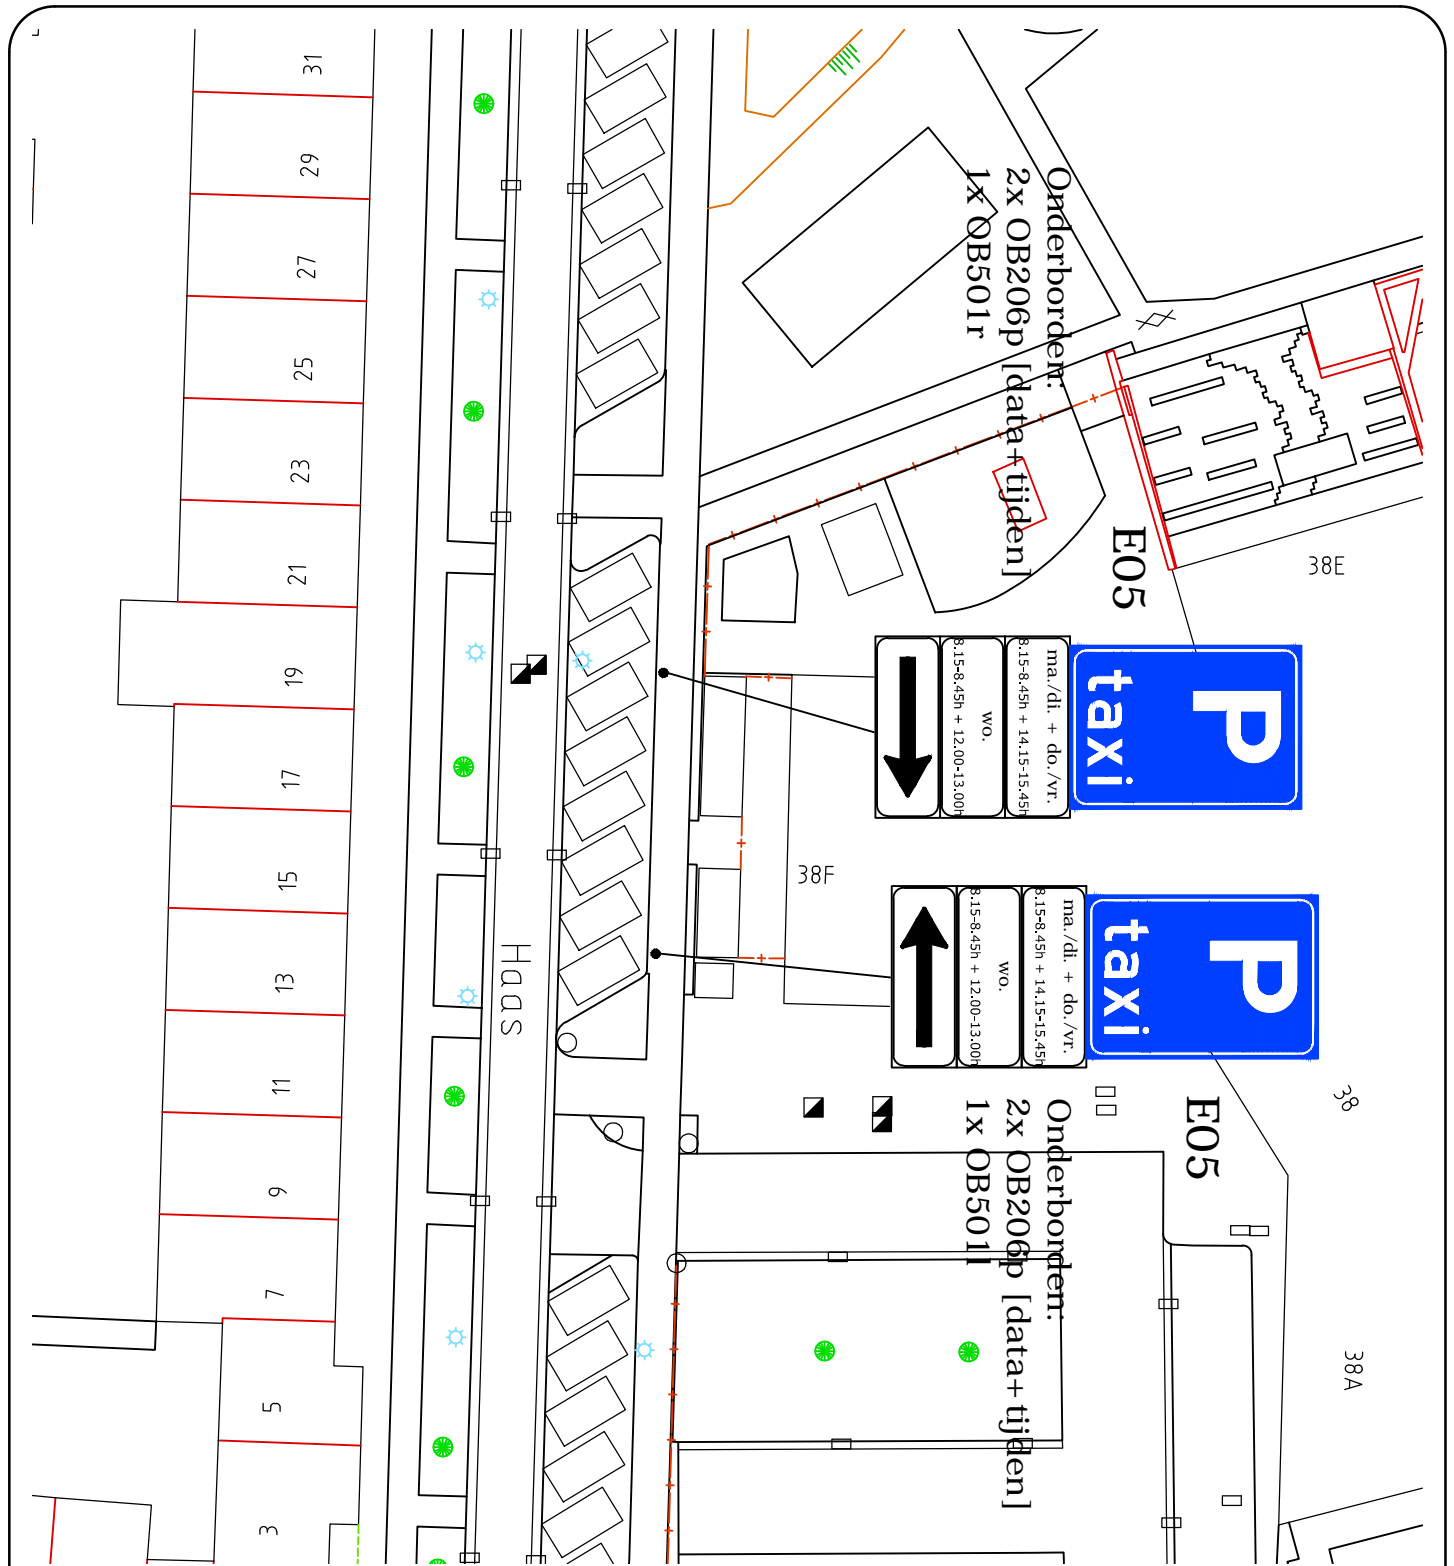 31
29
27
25
23
21
19
17
15
13
11
9
7
5
3
Haas
Onderborden:
2x OB206p [data+tijden]
1x OB501r
E05
P
taxi
ma./di. + do./vr.
8.15-8.45h + 14.15-15.45h
wo.
8.15-8.45h + 12.00-13.00h
38E
38F
P
taxi
ma./di. + do./vr.
8.15-8.45h + 14.15-15.45h
wo.
8.15-8.45h + 12.00-13.00h
E05
Onderborden:
2x OB206p [data+tijden]
1x OB501l
38
38A